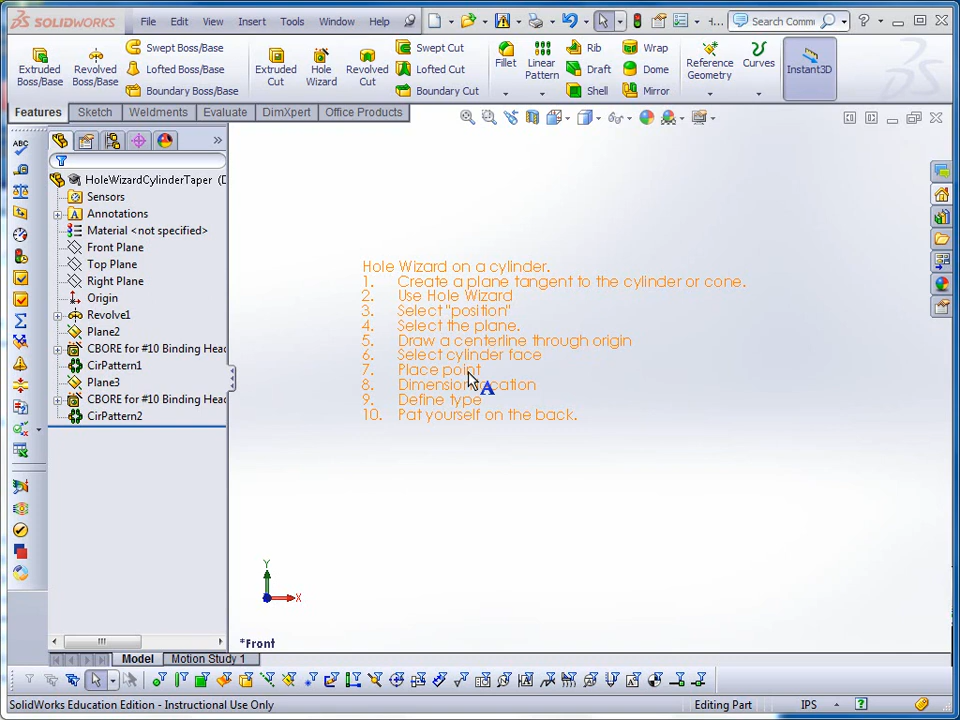 SOLIDWORKS File Edit View Insert Tools Window Help Search Comm
Extruded Boss/Base
Revolved Boss/Base
Swept Boss/Base
Lofted Boss/Base
Boundary Boss/Base
Extruded Cut
Hole Wizard
Revolved Cut
Swept Cut
Lofted Cut
Boundary Cut
Fillet
Linear Pattern
Rib
Draft
Shell
Wrap
Dome
Mirror
Reference Geometry
Curves
Instant3D
Features Sketch Weldments Evaluate DimXpert Office Products
HoleWizardCylinderTaper (D
Sensors
Annotations
Material <not specified>
Front Plane
Top Plane
Right Plane
Origin
Revolve1
Plane2
CBORE for #10 Binding Head
CirPattern1
Plane3
CBORE for #10 Binding Head
CirPattern2
Hole Wizard on a cylinder.
1. Create a plane tangent to the cylinder or cone.
2. Use Hole Wizard
3. Select "position"
4. Select the plane.
5. Draw a centerline through origin
6. Select cylinder face
7. Place point
8. Dimension location
9. Define type
10. Pat yourself on the back.
Y
X
*Front
Model Motion Study 1
SolidWorks Education Edition - Instructional Use Only
Editing Part
IPS